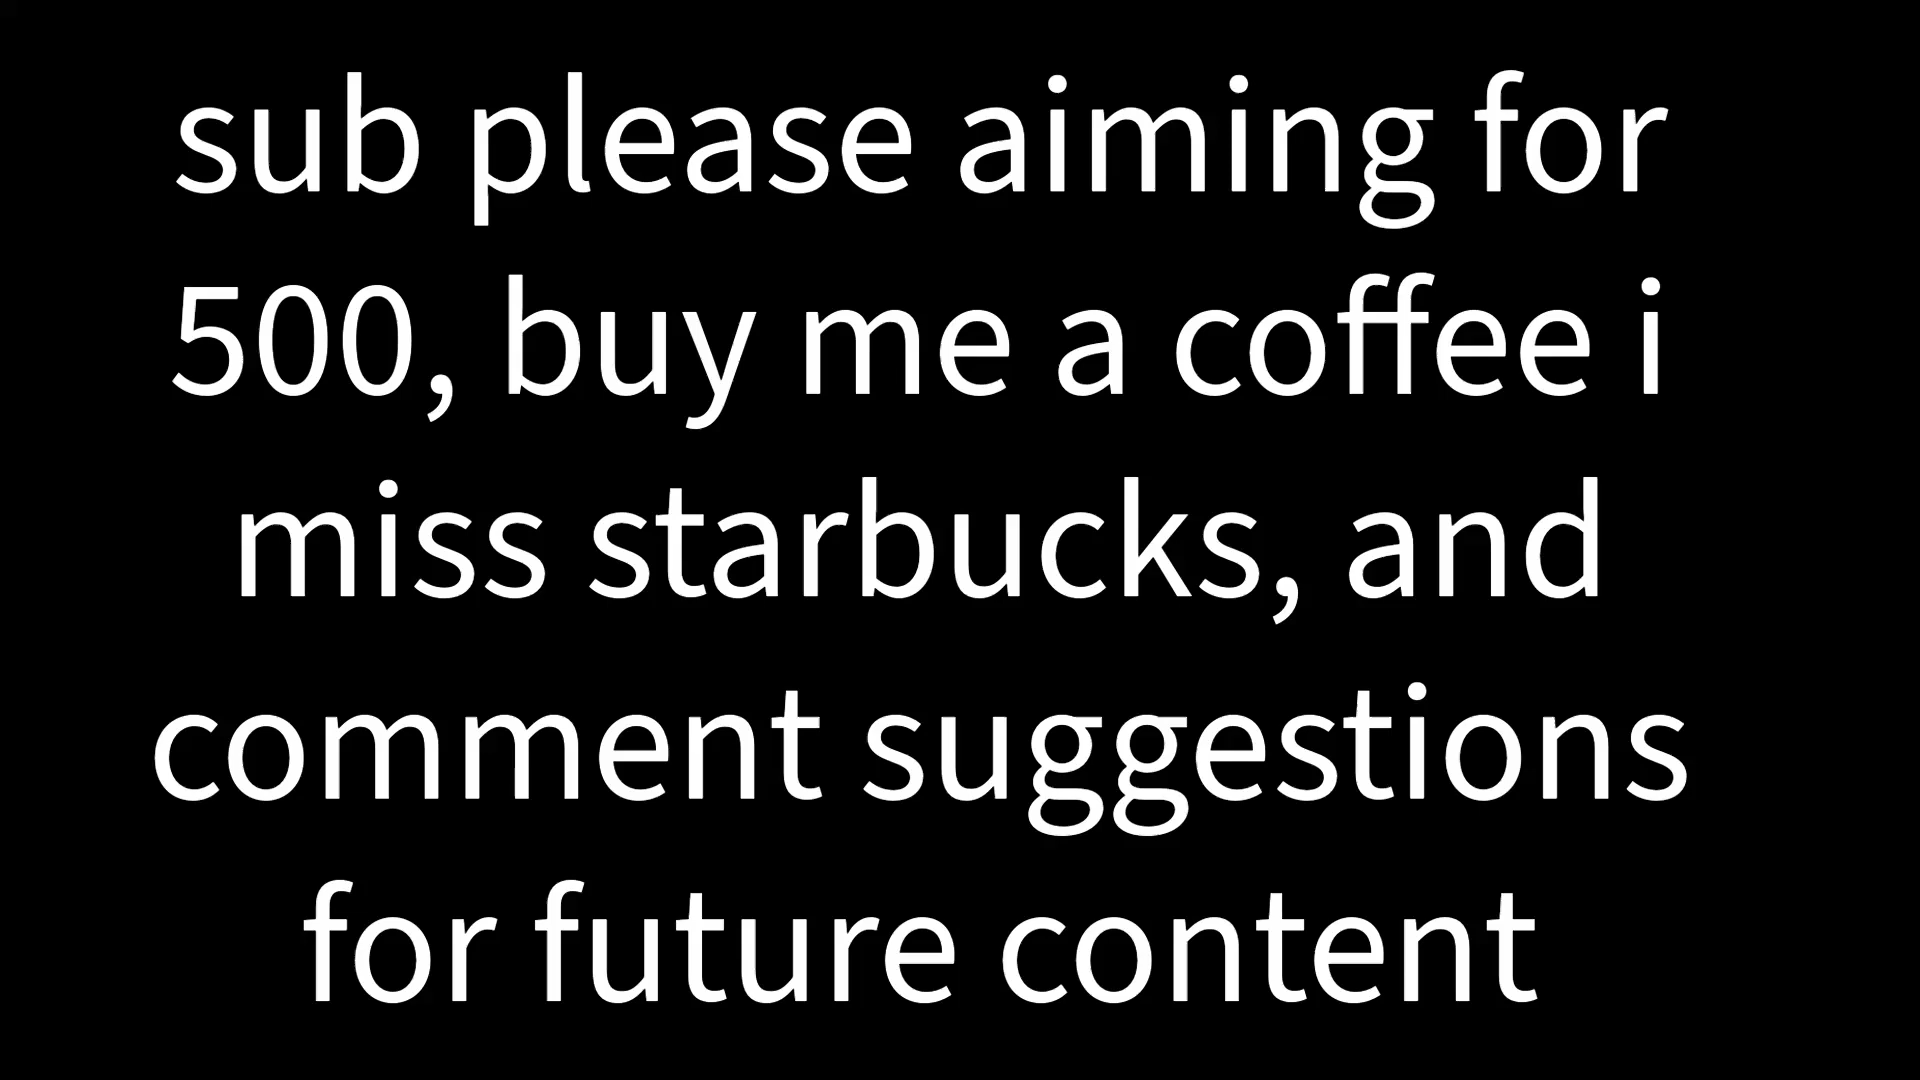 sub please aiming for
500, buy me a coffee i
miss starbucks, and
comment suggestions
for future content